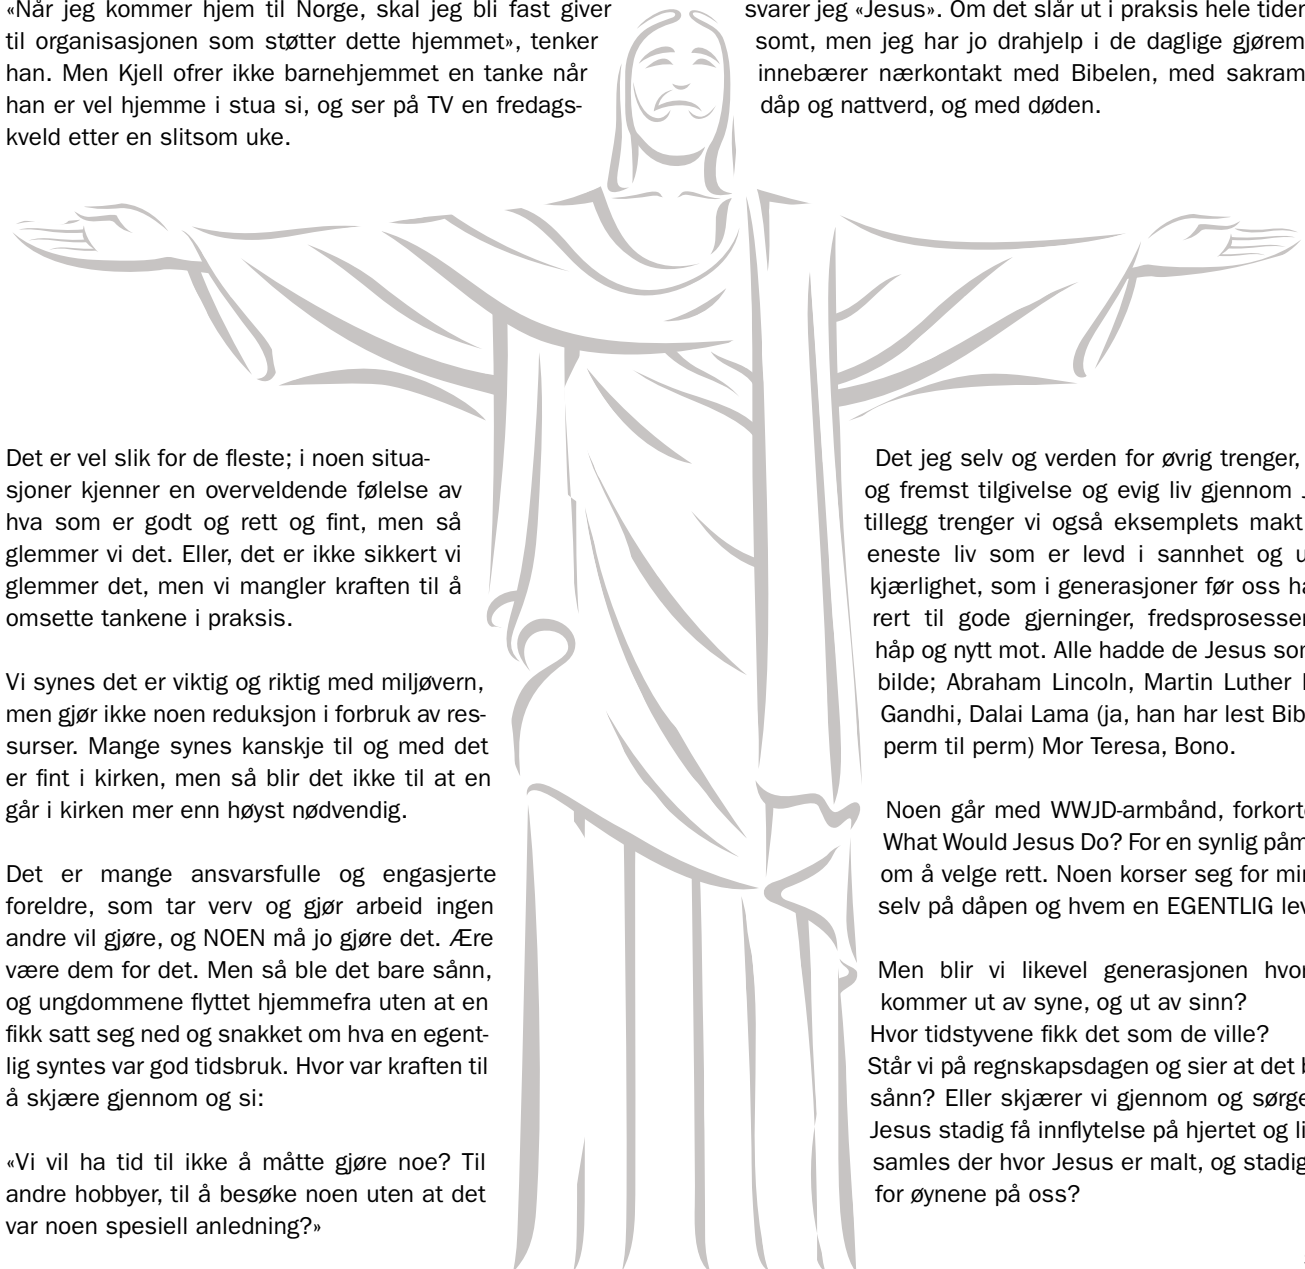 «Når jeg kommer hjem til Norge, skal jeg bli fast giver
til organisasjonen som støtter dette hjemmet», tenker
han. Men Kjell ofrer ikke barnehjemmet en tanke når
han er vel hjemme i stua si, og ser på TV en fredags-
kveld etter en slitsom uke.

Det er vel slik for de fleste; i noen situa-
sjoner kjenner en overveldende følelse av
hva som er godt og rett og fint, men så
glemmer vi det. Eller, det er ikke sikkert vi
glemmer det, men vi mangler kraften til å
omsette tankene i praksis.

Vi synes det er viktig og riktig med miljøvern,
men gjør ikke noen reduksjon i forbruk av res-
surser. Mange synes kanskje til og med det
er fint i kirken, men så blir det ikke til at en
går i kirken mer enn høyst nødvendig.

Det er mange ansvarsfulle og engasjerte
foreldre, som tar verv og gjør arbeid ingen
andre vil gjøre, og NOEN må jo gjøre det. Ære
være dem for det. Men så ble det bare sånn,
og ungdommene flyttet hjemmefra uten at en
fikk satt seg ned og snakket om hva en egent-
lig syntes var god tidsbruk. Hvor var kraften til
å skjære gjennom og si:

«Vi vil ha tid til ikke å måtte gjøre noe? Til
andre hobbyer, til å besøke noen uten at det
var noen spesiell anledning?»

svarer jeg «Jesus». Om det slår ut i praksis hele tiden
somt, men jeg har jo drahjelp i de daglige gjørem
innebærer nærkontakt med Bibelen, med sakram
dåp og nattverd, og med døden.

Det jeg selv og verden for øvrig trenger,
og fremst tilgivelse og evig liv gjennom
tillegg trenger vi også eksemplets makt
eneste liv som er levd i sannhet og
kjærlighet, som i generasjoner før oss ha
rert til gode gjerninger, fredsprosesser
håp og nytt mot. Alle hadde de Jesus som
bilde; Abraham Lincoln, Martin Luther
Gandhi, Dalai Lama (ja, han har lest Bib
perm til perm) Mor Teresa, Bono.

Noen går med WWJD-armbånd, forkorte
What Would Jesus Do? For en synlig påm
om å velge rett. Noen korser seg for min
selv på dåpen og hvem en EGENTLIG lev

Men blir vi likevel generasjonen hvor
kommer ut av syne, og ut av sinn?
Hvor tidstyvene fikk det som de ville?
Står vi på regnskapsdagen og sier at det b
sånn? Eller skjærer vi gjennom og sørge
Jesus stadig få innflytelse på hjertet og li
samles der hvor Jesus er malt, og stadig
for øynene på oss?